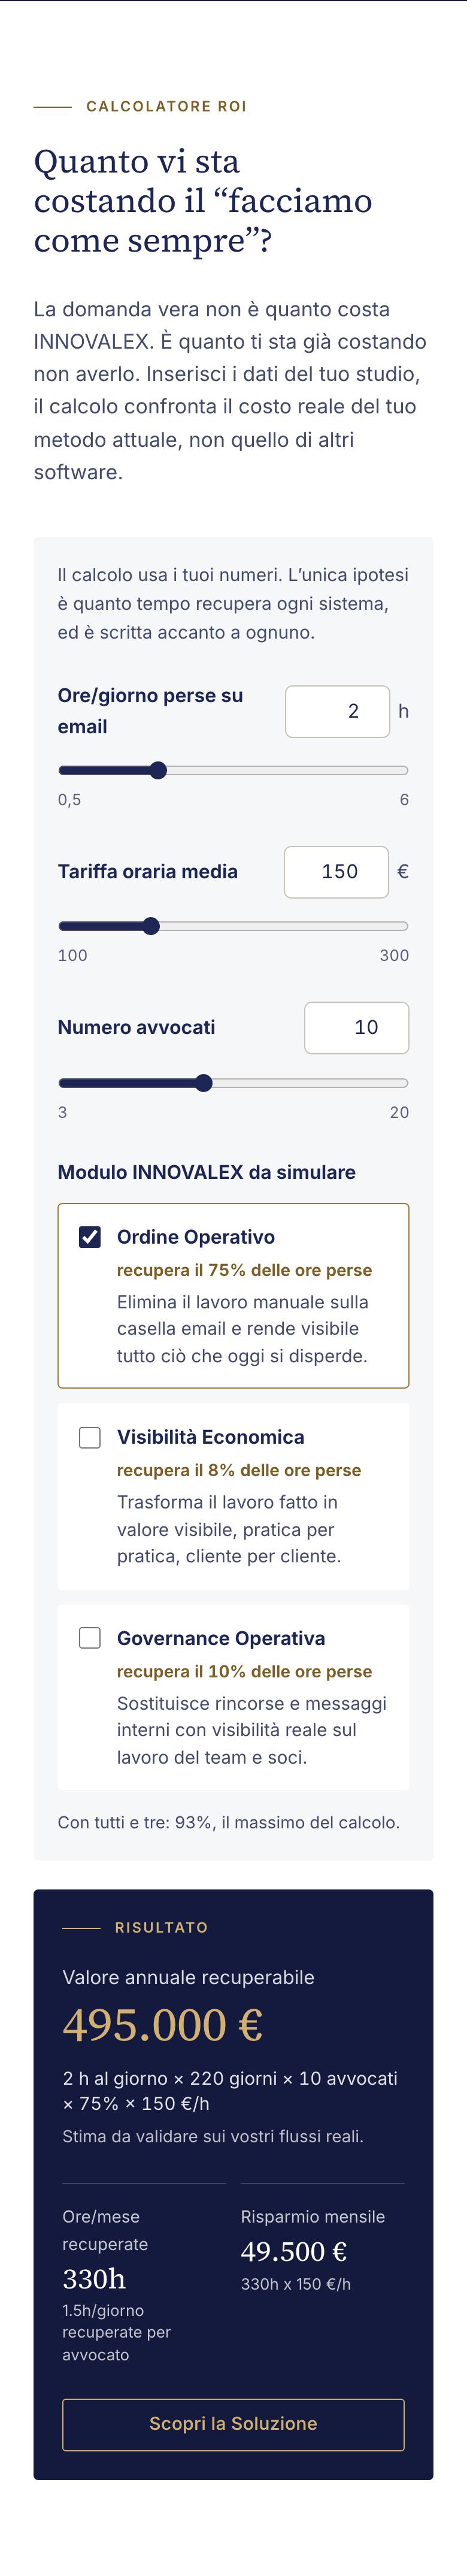 CALCOLATORE ROI
Quanto vi sta
costando il “facciamo
come sempre”?
La domanda vera non è quanto costa
INNOVALEX. È quanto ti sta già costando
non averlo. Inserisci i dati del tuo studio,
il calcolo confronta il costo reale del tuo
metodo attuale, non quello di altri
software.
Il calcolo usa i tuoi numeri. L’unica ipotesi
è quanto tempo recupera ogni sistema,
ed è scritta accanto a ognuno.
Ore/giorno perse su
email
2 h
0,5 6
Tariffa oraria media 150 €
100 300
Numero avvocati 10
3 20
Modulo INNOVALEX da simulare
Ordine Operativo
recupera il 75% delle ore perse
Elimina il lavoro manuale sulla
casella email e rende visibile
tutto ciò che oggi si disperde.
Visibilità Economica
recupera il 8% delle ore perse
Trasforma il lavoro fatto in
valore visibile, pratica per
pratica, cliente per cliente.
Governance Operativa
recupera il 10% delle ore perse
Sostituisce rincorse e messaggi
interni con visibilità reale sul
lavoro del team e soci.
Con tutti e tre: 93%, il massimo del calcolo.
RISULTATO
Valore annuale recuperabile
495.000 €
2 h al giorno × 220 giorni × 10 avvocati
× 75% × 150 €/h
Stima da validare sui vostri flussi reali.
Ore/mese
recuperate
330h
1.5h/giorno
recuperate per
avvocato
Risparmio mensile
49.500 €
330h x 150 €/h
Scopri la Soluzione